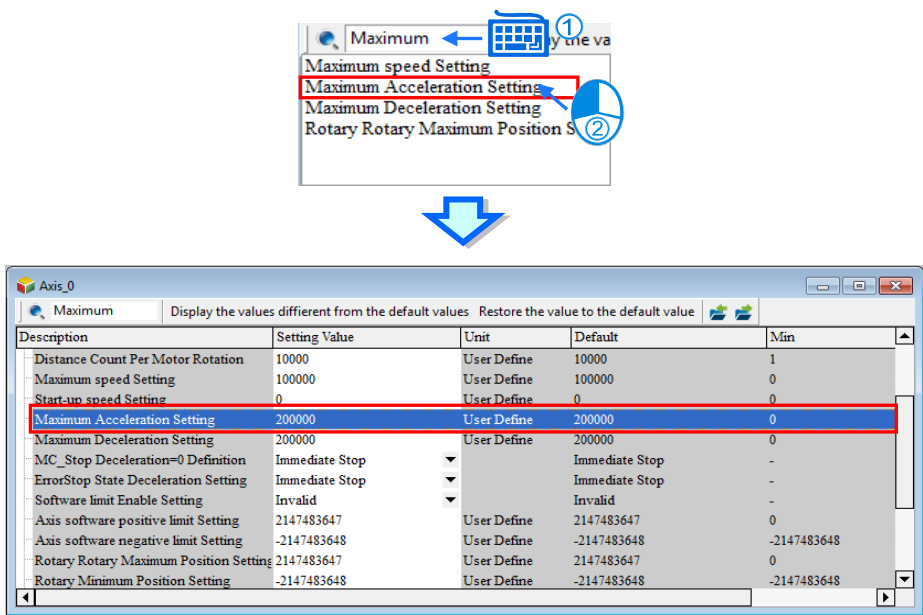 Maximum
①
y the va
Maximum speed Setting
Maximum Acceleration Setting
Maximum Deceleration Setting
Rotary Rotary Maximum Position S
②
Axis_0
Maximum Display the values diffierent from the default values Restore the value to the default value
Description Setting Value Unit Default Min
Distance Count Per Motor Rotation 10000 User Define 10000 1
Maximum speed Setting 100000 User Define 100000 0
Start-up speed Setting 0 User Define 0 0
Maximum Acceleration Setting 200000 User Define 200000 0
Maximum Deceleration Setting 200000 User Define 200000 0
MC_Stop Deceleration=0 Definition Immediate Stop Immediate Stop -
ErrorStop State Deceleration Setting Immediate Stop Immediate Stop -
Software limit Enable Setting Invalid Invalid -
Axis software positive limit Setting 2147483647 User Define 2147483647 0
Axis software negative limit Setting -2147483648 User Define -2147483648 -2147483648
Rotary Rotary Maximum Position Setting 2147483647 User Define 2147483647 0
Rotary Minimum Position Setting -2147483648 User Define -2147483648 -2147483648